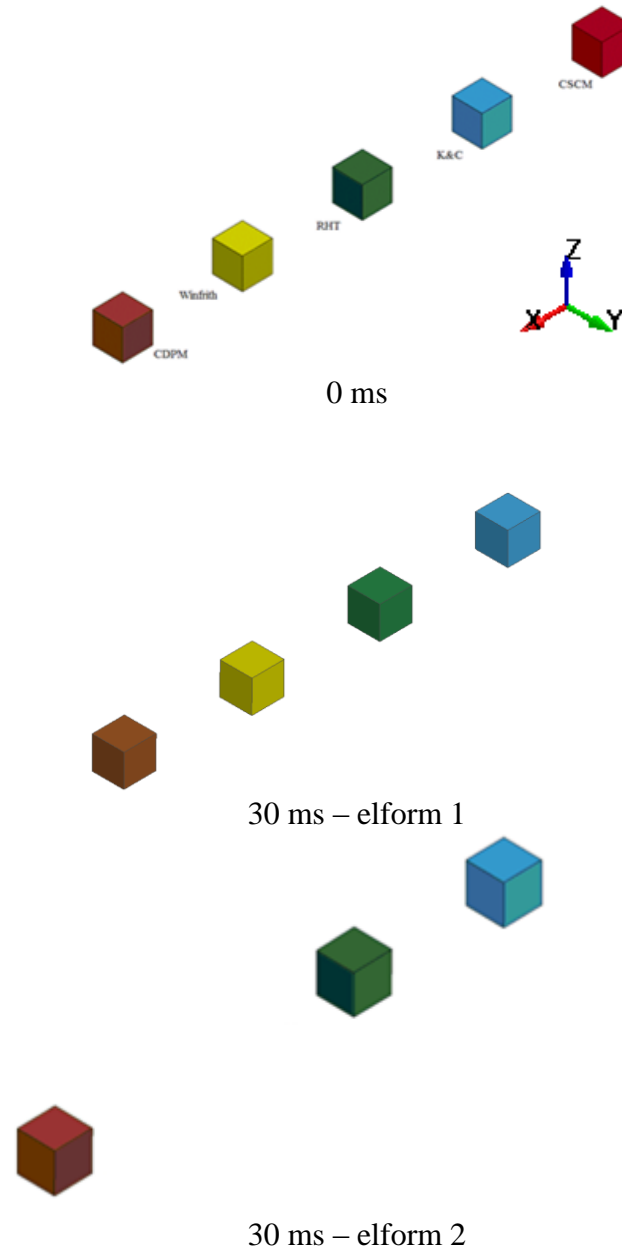 CSCM
K&C
RHT
Winfrith
CDPM
Z
X
Y
0 ms
30 ms – elform 1
30 ms – elform 2